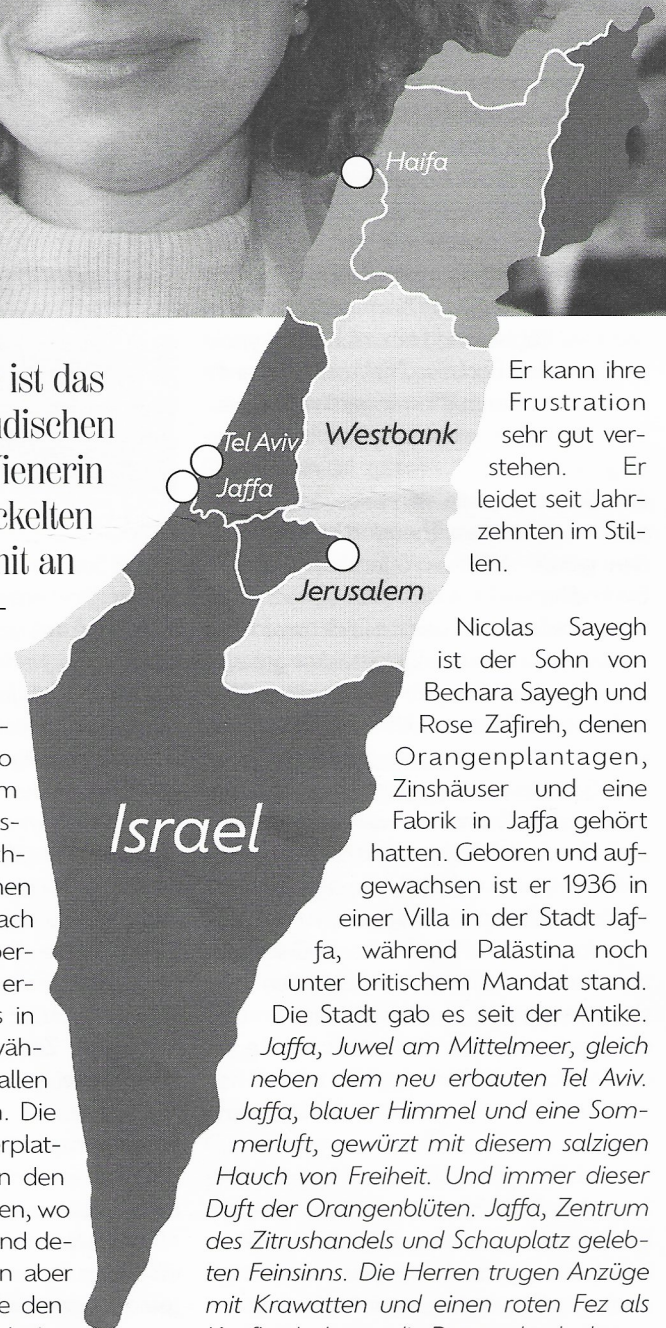 Haifa
Tel Aviv
Jaffa
Westbank
Jerusalem
Israel
ist das
dischen
ienerin
ckelten
it an
o
m
s-
h-
nen
ach
er-
er-
s in
äh-
allen
n. Die
rplat-
n den
en, wo
nd de-
n aber
e den
Er kann ihre
Frustration
sehr gut ver-
stehen. Er
leidet seit Jahr-
zehnten im Stil-
len.
Nicolas Sayegh
ist der Sohn von
Bechara Sayegh und
Rose Zafireh, denen
Orangenplantagen,
Zinshäuser und eine
Fabrik in Jaffa gehört
hatten. Geboren und auf-
gewachsen ist er 1936 in
einer Villa in der Stadt Jaf-
fa, während Palästina noch
unter britischem Mandat stand.
Die Stadt gab es seit der Antike.
Jaffa, Juwel am Mittelmeer, gleich
neben dem neu erbauten Tel Aviv.
Jaffa, blauer Himmel und eine Som-
merluft, gewürzt mit diesem salzigen
Hauch von Freiheit. Und immer dieser
Duft der Orangenblüten. Jaffa, Zentrum
des Zitrushandels und Schauplatz geleb-
ten Feinsinns. Die Herren trugen Anzüge
mit Krawatten und einen roten Fez als